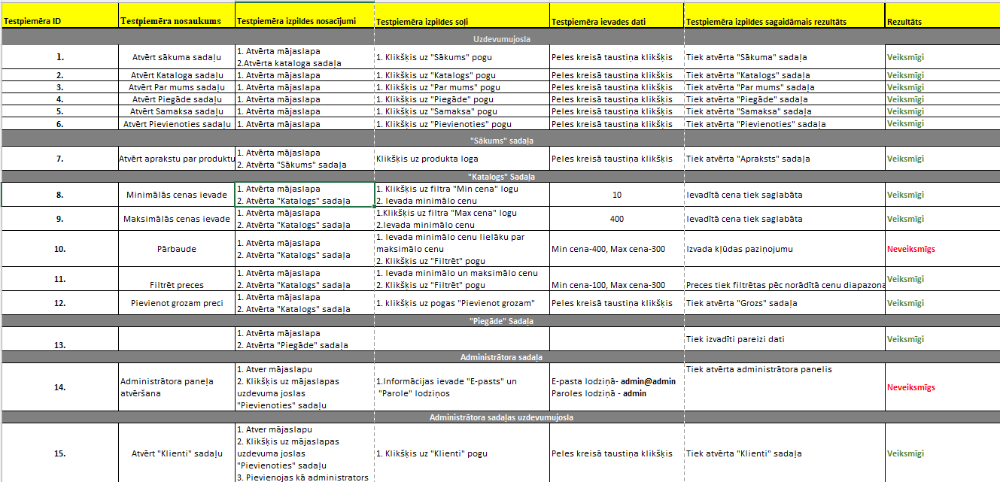 Testpiemēra ID Testpiemēra nosaukums Testpiemēra izpildes nosacījumi Testpiemēra izpildes soļi Testpiemēra ievades dati Testpiemēra izpildes sagaidāmais rezultāts Rezultāts
Uzdevumujosla
1. Atvērt sākuma sadaļu 1. Atvērta mājaslapa
2.Atvērta kataloga sadaļa 1. Klikšķis uz "Sākums" pogu Peles kreisā taustiņa klikšķis Tiek atvērta "Sākuma" sadaļa Veiksmīgi
2. Atvērt Kataloga sadaļu 1. Atvērta mājaslapa 1. Klikšķis uz "Katalogs" pogu Peles kreisā taustiņa klikšķis Tiek atvērta "Katalogs" sadaļa Veiksmīgi
3. Atvērt Par mums sadaļu 1. Atvērta mājaslapa 1. Klikšķis uz "Par mums" pogu Peles kreisā taustiņa klikšķis Tiek atvērta "Par mums" sadaļa Veiksmīgi
4. Atvērt Piegāde sadaļu 1. Atvērta mājaslapa 1. Klikšķis uz "Piegāde" pogu Peles kreisā taustiņa klikšķis Tiek atvērta "Piegāde" sadaļa Veiksmīgi
5. Atvērt Samaksa sadaļu 1. Atvērta mājaslapa 1. Klikšķis uz "Samaksa" pogu Peles kreisā taustiņa klikšķis Tiek atvērta "Samaksa" sadaļa Veiksmīgi
6. Atvērt Pievienoties sadaļu 1. Atvērta mājaslapa 1. Klikšķis uz "Pievienoties" pogu Peles kreisā taustiņa klikšķis Tiek atvērta "Pievienoties" sadaļa Veiksmīgi
"Sākums" sadaļa
7. Atvērt aprakstu par produktu 1. Atvērta mājaslapa
2. Atvērta "Sākums" sadaļa Klikšķis uz produkta loga Peles kreisā taustiņa klikšķis Tiek atvērta "Apraksts" sadaļa Veiksmīgi
"Katalogs" Sadaļa
8. Minimālās cenas ievade 1. Atvērta mājaslapa
2. Atvērta "Katalogs" sadaļa 1. Klikšķis uz filtra "Min cena" logu
2. Ievada minimālo cenu 10 Ievadītā cena tiek saglabāta Veiksmīgi
9. Maksimālās cenas ievade 1. Atvērta mājaslapa
2. Atvērta "Katalogs" sadaļa 1.Klikšķis uz filtra "Max cena" logu
2.Ievada minimālo cenu 400 Ievadītā cena tiek saglabāta Veiksmīgi
10. Pārbaude 1. Atvērta mājaslapa
2. Atvērta "Katalogs" sadaļa 1. Ievada minimālo cenu lielāku par
maksimālo cenu
2. Klikšķis uz "Filtrēt" pogu Min cena-400, Max cena-300 Izvada kļūdas paziņojumu Neveiksmīgs
11. Filtrēt preces 1. Atvērta mājaslapa
2. Atvērta "Katalogs" sadaļa 1. Ievada minimālo un maksimālo cenu
2. Klikšķis uz "Filtrēt" pogu Min cena-100, Max cena-300 Preces tiek filtrētas pēc norādītā cenu diapazona Veiksmīgi
12. Pievienot grozam preci 1. Atvērta mājaslapa
2. Atvērta "Katalogs" sadaļa 1. klikšķis uz pogas "Pievienot grozam" Peles kreisā taustiņa klikšķis Tiek atvērta "Grozs" sadaļa Veiksmīgi
"Piegāde" Sadaļa
13. 1. Atvērta mājaslapa
2. Atvērta "Piegāde" sadaļa Tiek izvadīti pareizi dati Veiksmīgi
Administrātora sadaļa
14. Administrātora paneļa
atvēršana 1. Atver mājaslapu
2. Klikšķis uz mājaslapas
uzdevuma joslas
"Pievienoties" sadaļu 1.Informācijas ievade "E-pasts" un
"Parole" lodziņos E-pasta lodziņā- admin@admin
Paroles lodziņā - admin Tiek atvērta administrātora panelis Neveiksmīgs
Administrātora sadaļas uzdevumujosla
15. Atvērt "Klienti" sadaļu 1. Atver mājaslapu
2. Klikšķis uz mājaslapas
uzdevuma joslas
"Pievienoties" sadaļu
3. Pievienojas kā administrators 1. Klikšķis uz "Klienti" pogu Peles kreisā taustiņa klikšķis Tiek atvērta "Klienti" sadaļa Veiksmīgi